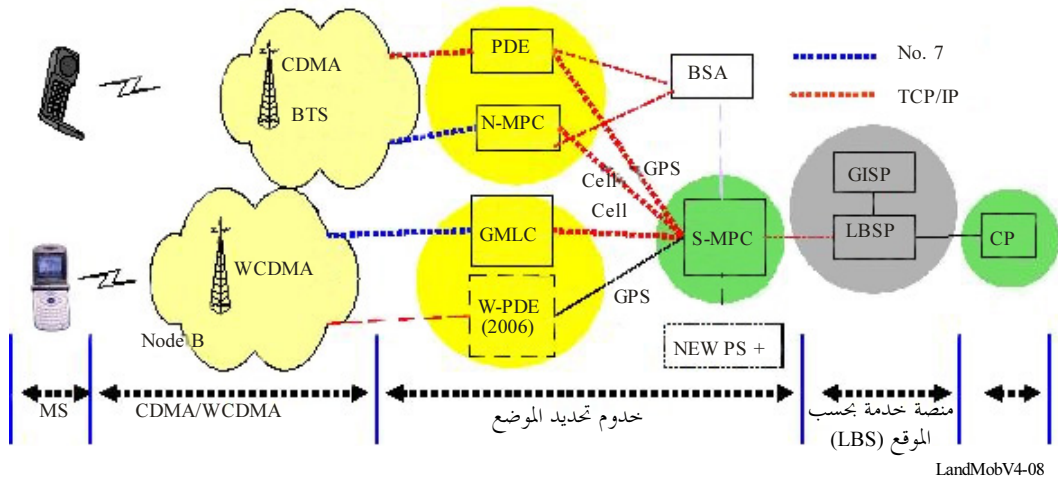 PDE
CDMA
BTS
N-MPC
BSA
No. 7
TCP/IP
GPS
Cell
Cell
GISP
GMLC
S-MPC
LBSP
CP
WCDMA
W-PDE
(2006)
GPS
Node B
NEW PS +
MS
CDMA/WCDMA
خدوم تحديد الموضع
منصة خدمة بحسب
الموقع (LBS)
LandMobV4-08